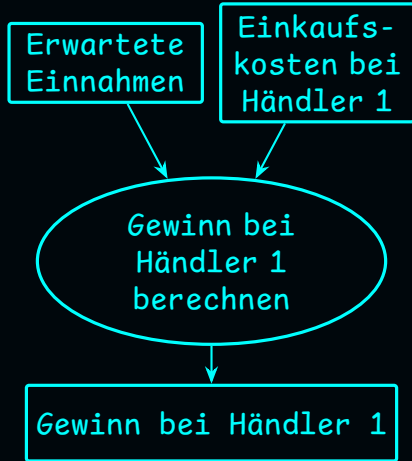 Erwartete
Einnahmen
Einkaufs-
kosten bei
Händler 1
Gewinn bei
Händler 1
berechnen
Gewinn bei Händler 1